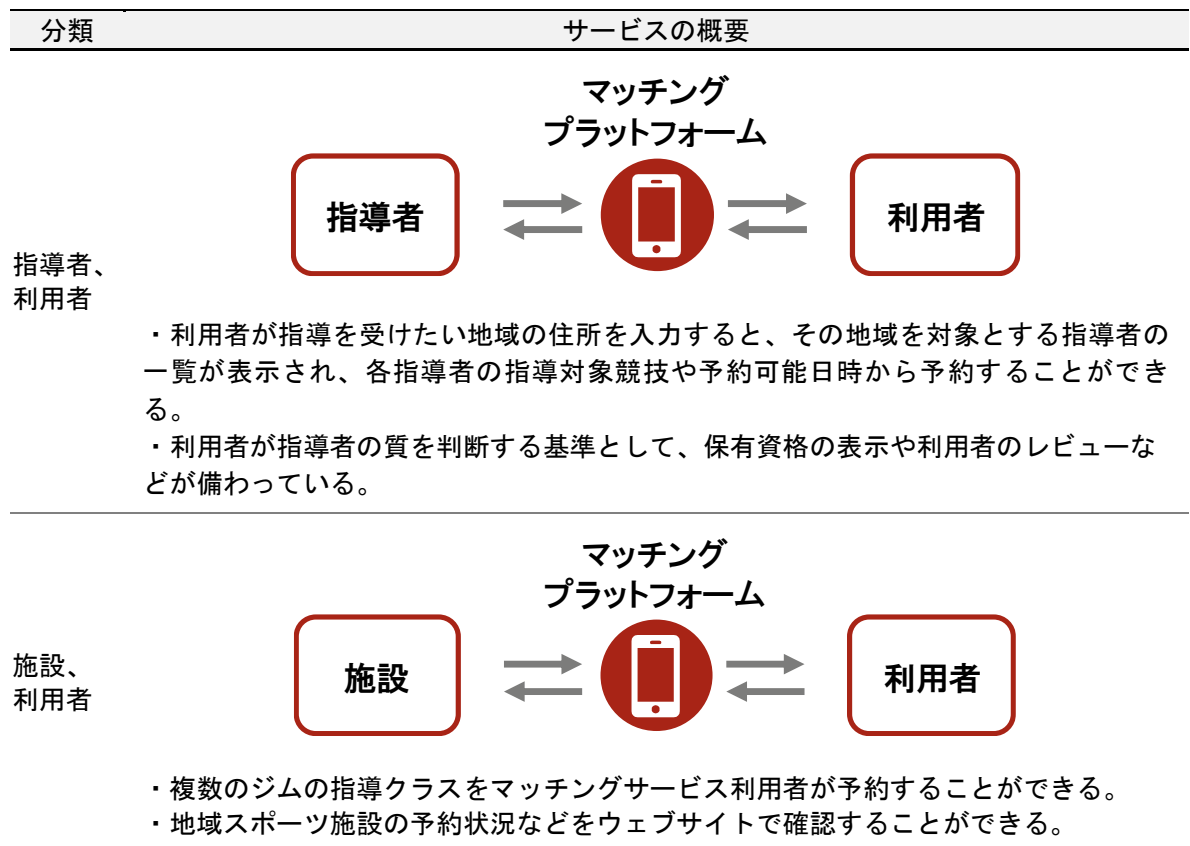 分類
サービスの概要
指導者、
利用者
マッチング
プラットフォーム
指導者
利用者
・利用者が指導を受けたい地域の住所を入力すると、その地域を対象とする指導者の
一覧が表示され、各指導者の指導対象競技や予約可能日時から予約することができ
る。
・利用者が指導者の質を判断する基準として、保有資格の表示や利用者のレビューな
どが備わっている。
施設、
利用者
マッチング
プラットフォーム
施設
利用者
・複数のジムの指導クラスをマッチングサービス利用者が予約することができる。
・地域スポーツ施設の予約状況などをウェブサイトで確認することができる。